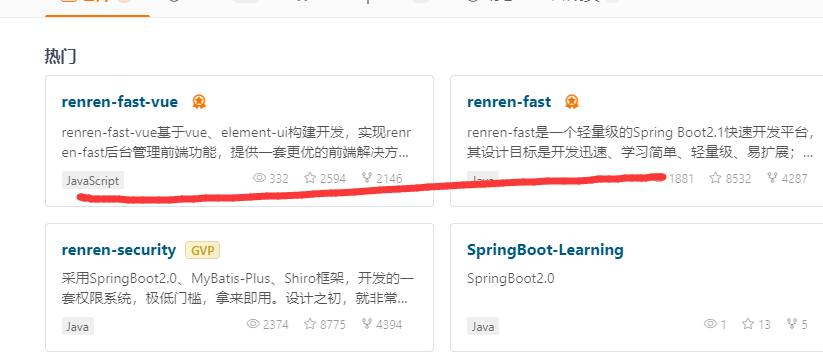 热门
renren-fast-vue
renren-fast-vue基于vue、element-ui构建开发，实现renr
en-fast后台管理前端功能，提供一套更优的前端解决方...
JavaScript
332 2594 2146
renren-fast
renren-fast是一个轻量级的Spring Boot2.1快速开发平台，
其设计目标是开发迅速、学习简单、轻量级、易扩展；...
Java
1881 8532 4287
renren-security GVP
采用SpringBoot2.0、MyBatis-Plus、Shiro框架，开发的一
套权限系统，极低门槛，拿来即用。设计之初，就非常...
Java
2374 8775 4394
SpringBoot-Learning
SpringBoot2.0
Java
1 13 5